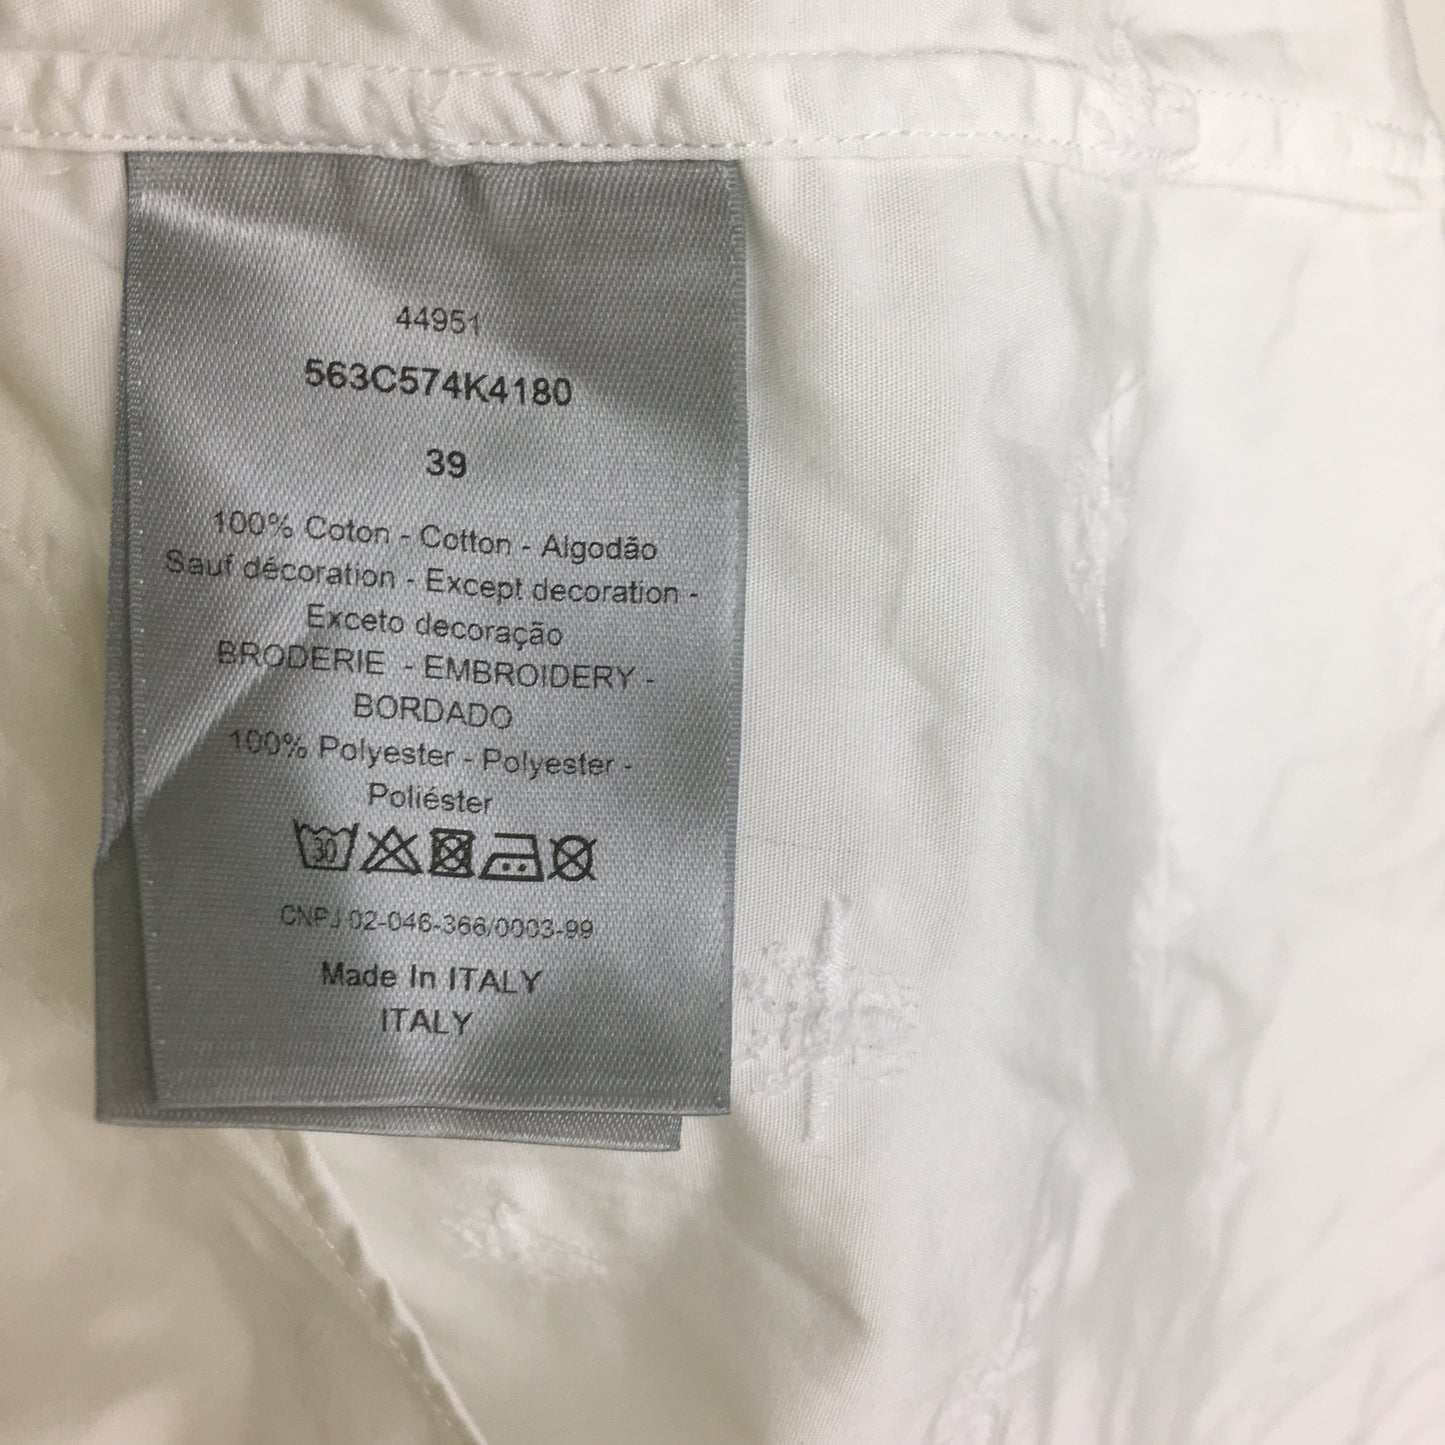 44951
563C574K4180
39
100% Coton - Cotton - Algodão
Sauf décoration - Except decoration -
Exceto decoração
BRODERIE - EMBROIDERY -
BORDADO
100% Polyester - Polyester -
Poliéster
30
CNPJ 02-046-366/0003-99
Made In ITALY
ITALY